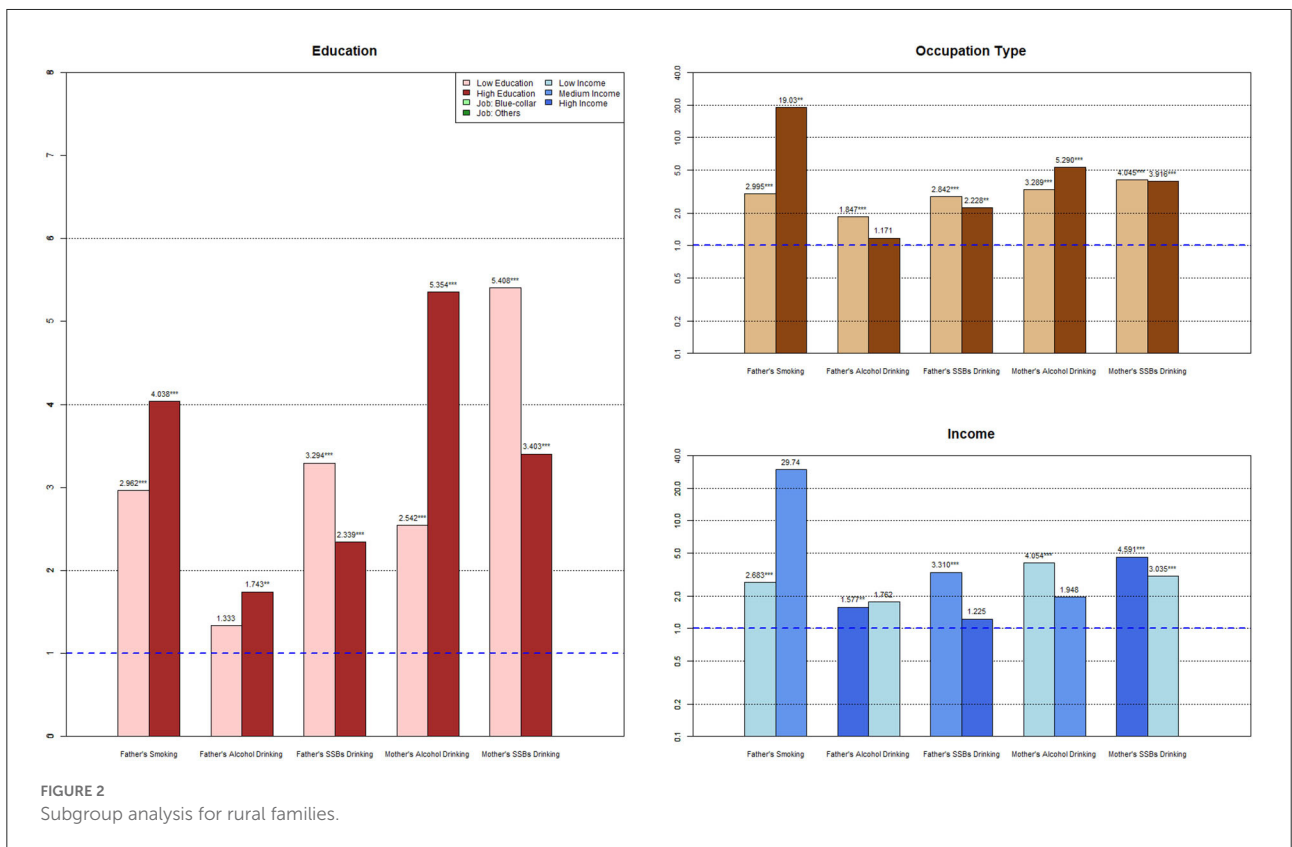 Education
8
7
6
5
4
3
2
1
0
Low Education
High Education
Job: Blue-collar
Job: Others
Low Income
Medium Income
High Income
2.962***
4.038***
1.333
1.743**
3.294***
2.339***
2.542***
5.354***
5.408***
3.403***
Father's Smoking
Father's Alcohol Drinking
Father's SSBs Drinking
Mother's Alcohol Drinking
Mother's SSBs Drinking
Occupation Type
40.0
20.0
10.0
5.0
2.0
1.0
0.5
0.2
0.1
2.995***
19.03**
1.847***
1.171
2.842***
2.228**
3.289***
5.290***
4.045***
3.916***
Father's Smoking
Father's Alcohol Drinking
Father's SSBs Drinking
Mother's Alcohol Drinking
Mother's SSBs Drinking
Income
40.0
20.0
10.0
5.0
2.0
1.0
0.5
0.2
0.1
2.683***
29.74
1.577**
1.762
3.310***
1.225
4.054***
1.948
4.591***
3.035***
Father's Smoking
Father's Alcohol Drinking
Father's SSBs Drinking
Mother's Alcohol Drinking
Mother's SSBs Drinking
FIGURE 2
Subgroup analysis for rural families.